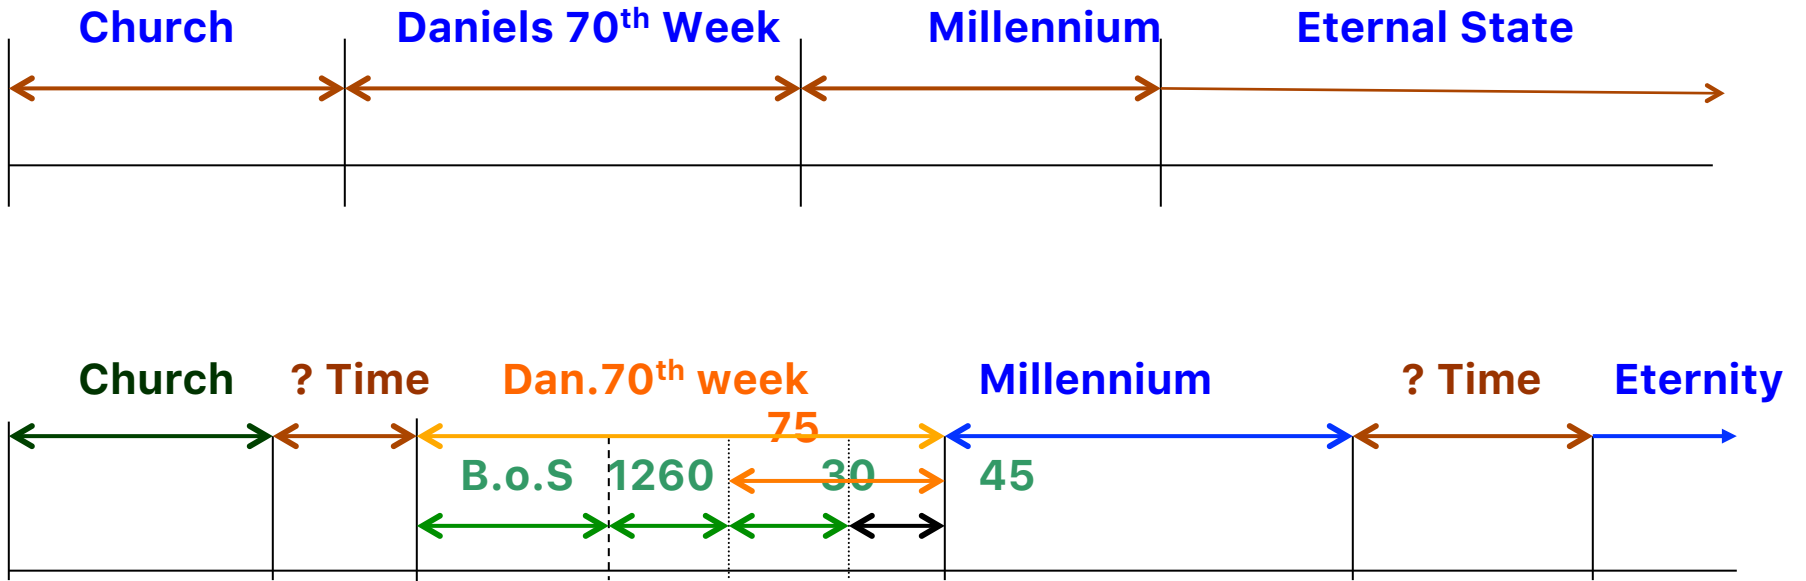 Church Daniels 70th Week Millennium Eternal State
Church ? Time Dan.70th week Millennium ? Time Eternity
75
B.o.S 1260 30 45